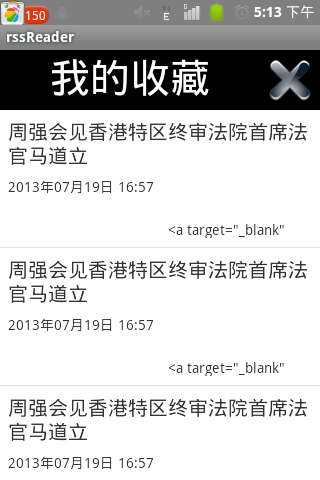 150
E
G
5:13 下午
rssReader
我的收藏
周强会见香港特区终审法院首席法
官马道立
2013年07月19日 16:57
<a target="_blank"
周强会见香港特区终审法院首席法
官马道立
2013年07月19日 16:57
<a target="_blank"
周强会见香港特区终审法院首席法
官马道立
2013年07月19日 16:57